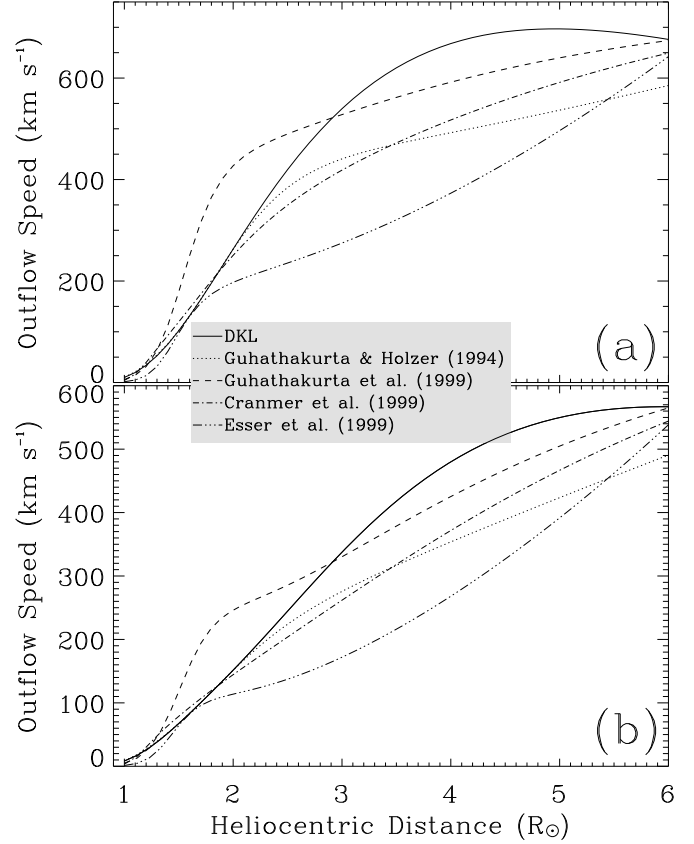 600
400
200
0
Outflow Speed (km s⁻¹)
(a)
DKL
Guhathakurta & Holzer (1994)
Guhathakurta et al. (1999)
Cranmer et al. (1999)
Esser et al. (1999)
600
500
400
300
200
100
0
Outflow Speed (km s⁻¹)
(b)
1 2 3 4 5 6
Heliocentric Distance (R☉)